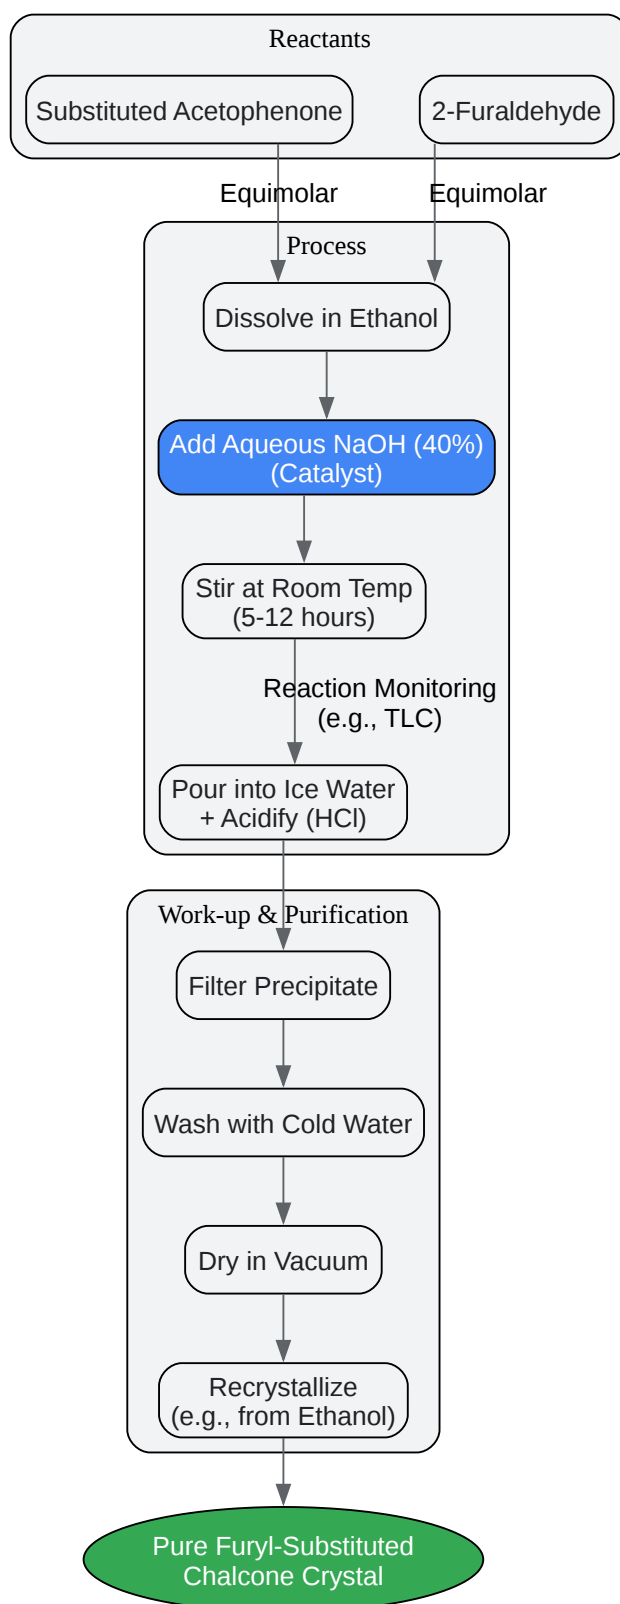 Reactants
Substituted Acetophenone
2-Furaldehyde
Equimolar
Equimolar
Process
Dissolve in Ethanol
Add Aqueous NaOH (40%)
(Catalyst)
Stir at Room Temp
(5-12 hours)
Reaction Monitoring
(e.g., TLC)
Pour into Ice Water
+ Acidify (HCl)
Work-up & Purification
Filter Precipitate
Wash with Cold Water
Dry in Vacuum
Recrystallize
(e.g., from Ethanol)
Pure Furyl-Substituted
Chalcone Crystal